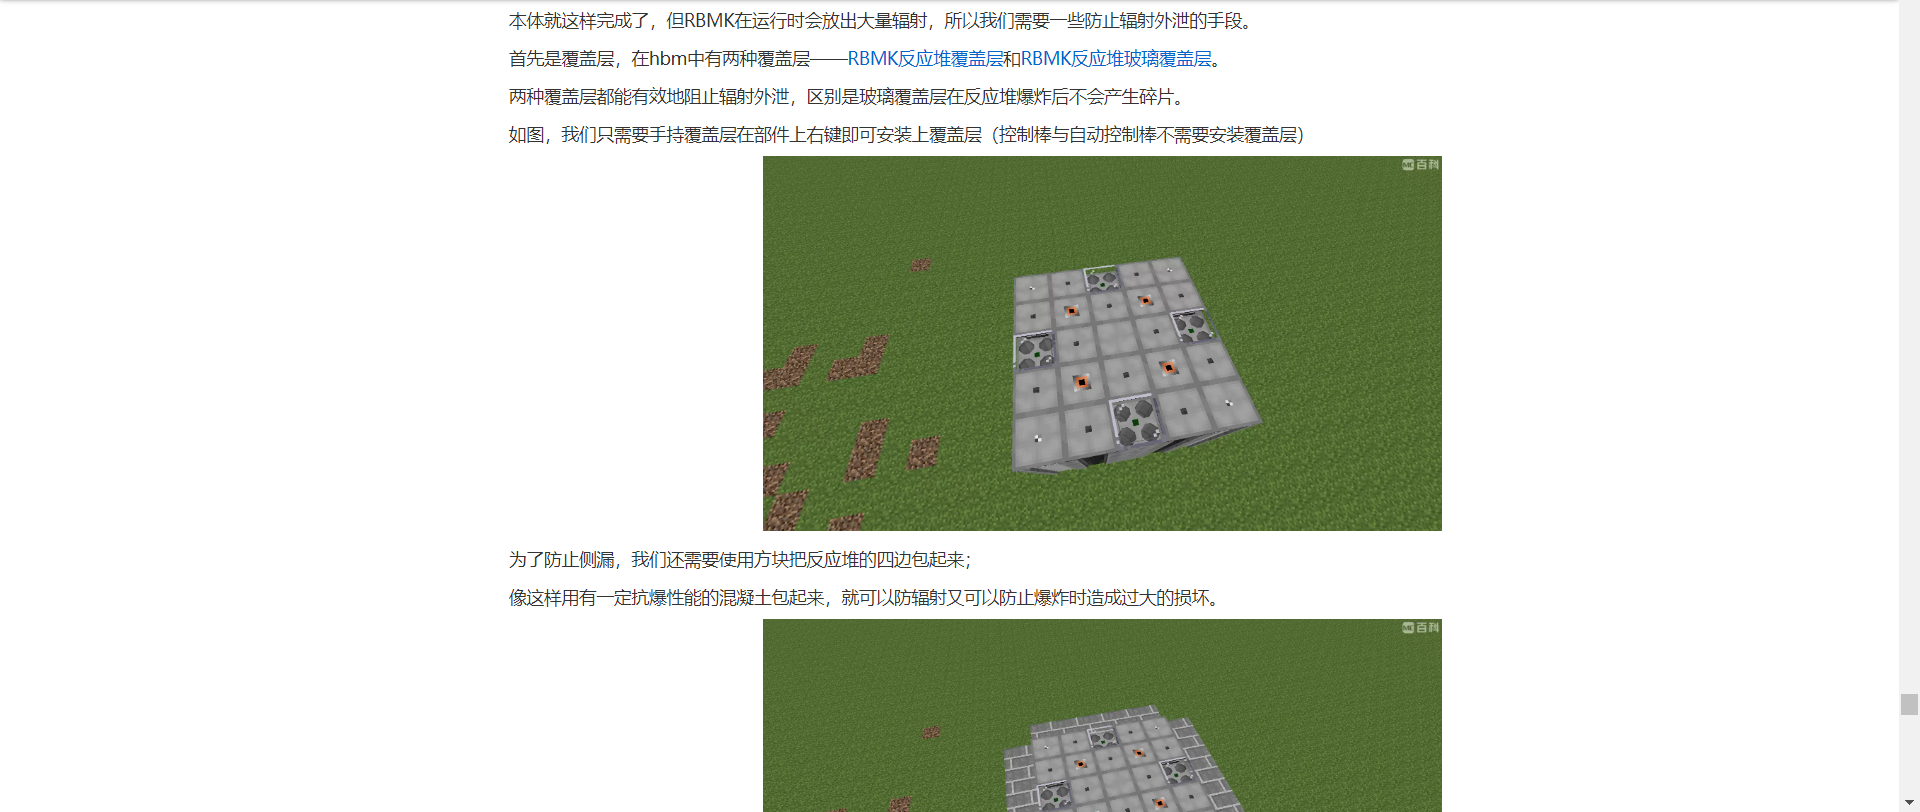 本体就这样完成了，但RBMK在运行时会放出大量辐射，所以我们需要一些防止辐射外泄的手段。
首先是覆盖层，在hbm中有两种覆盖层——RBMK反应堆覆盖层和RBMK反应堆玻璃覆盖层。
两种覆盖层都能有效地阻止辐射外泄，区别是玻璃覆盖层在反应堆爆炸后不会产生碎片。
如图，我们只需要手持覆盖层在部件上右键即可安装上覆盖层（控制棒与自动控制棒不需要安装覆盖层）
MC百科
为了防止侧漏，我们还需要使用方块把反应堆的四边包起来；
像这样用有一定抗爆性能的混凝土包起来，就可以防辐射又可以防止爆炸时造成过大的损坏。
MC百科